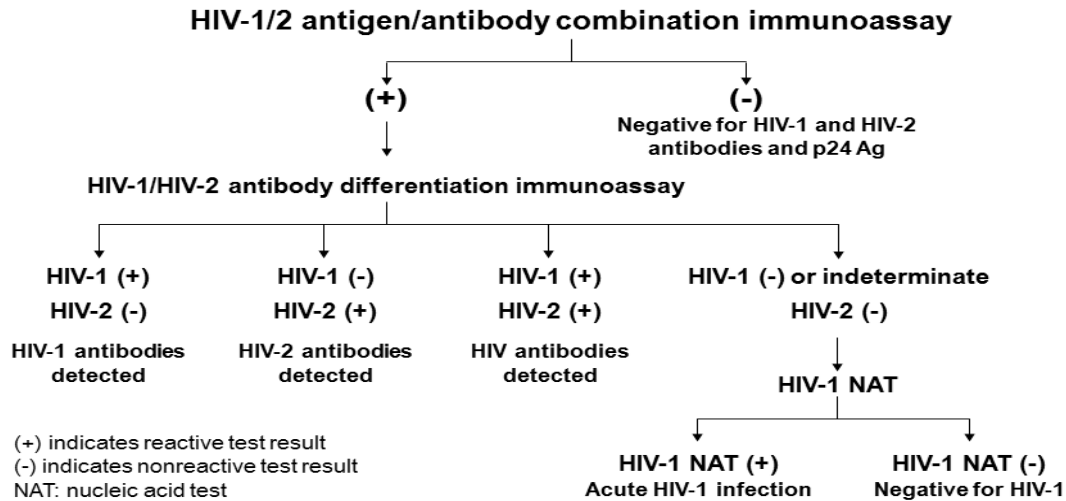 HIV-1/2 antigen/antibody combination immunoassay
(+)
(-)
Negative for HIV-1 and HIV-2
antibodies and p24 Ag
HIV-1/HIV-2 antibody differentiation immunoassay
HIV-1 (+)
HIV-2 (-)
HIV-1 antibodies
detected
HIV-1 (-)
HIV-2 (+)
HIV-2 antibodies
detected
HIV-1 (+)
HIV-2 (+)
HIV antibodies
detected
HIV-1 (-) or indeterminate
HIV-2 (-)
HIV-1 NAT
HIV-1 NAT (+)
Acute HIV-1 infection
HIV-1 NAT (-)
Negative for HIV-1
(+) indicates reactive test result
(-) indicates nonreactive test result
NAT: nucleic acid test